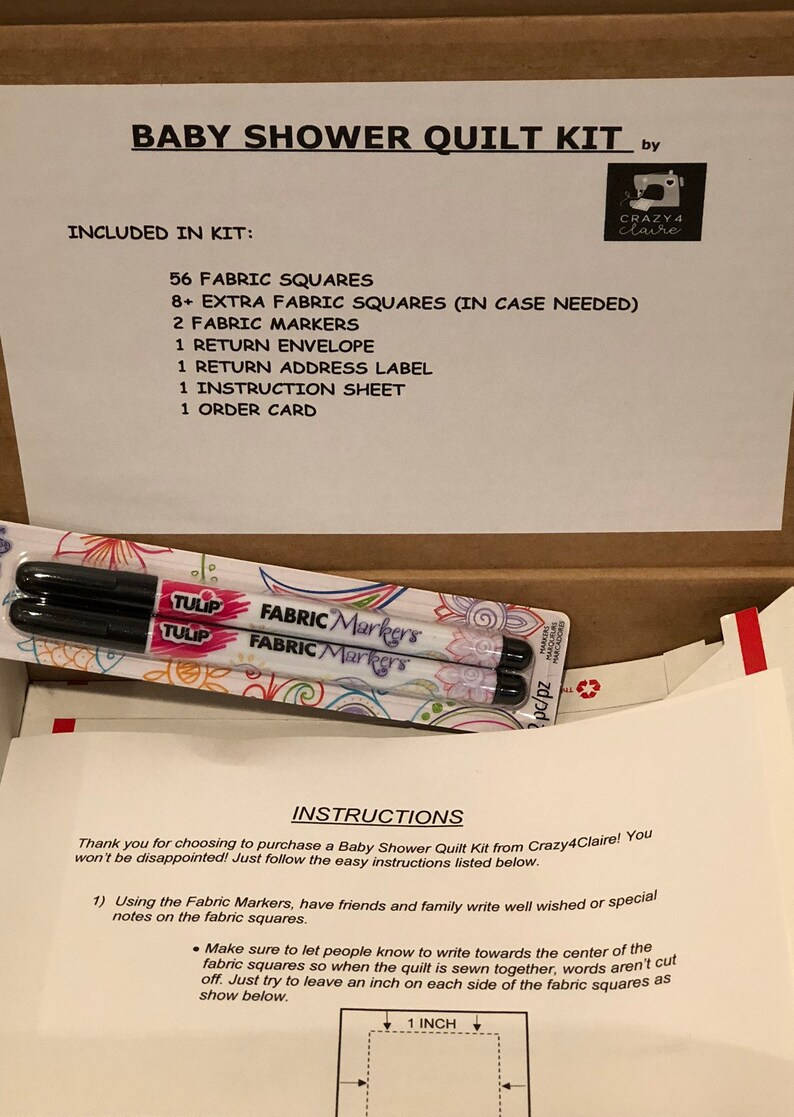 BABY SHOWER QUILT KIT by
CRAZY4
claire
INCLUDED IN KIT:
56 FABRIC SQUARES
8+ EXTRA FABRIC SQUARES (IN CASE NEEDED)
2 FABRIC MARKERS
1 RETURN ENVELOPE
1 RETURN ADDRESS LABEL
1 INSTRUCTION SHEET
1 ORDER CARD
TULIP FABRIC Markers
TULIP FABRIC Markers
MARKERS
MARQUEURS
MARCADORES
2 pc/pz
INSTRUCTIONS
Thank you for choosing to purchase a Baby Shower Quilt Kit from Crazy4Claire! You
won't be disappointed! Just follow the easy instructions listed below.
1) Using the Fabric Markers, have friends and family write well wished or special
notes on the fabric squares.
• Make sure to let people know to write towards the center of the
fabric squares so when the quilt is sewn together, words aren't cut
off. Just try to leave an inch on each side of the fabric squares as
show below.
1 INCH